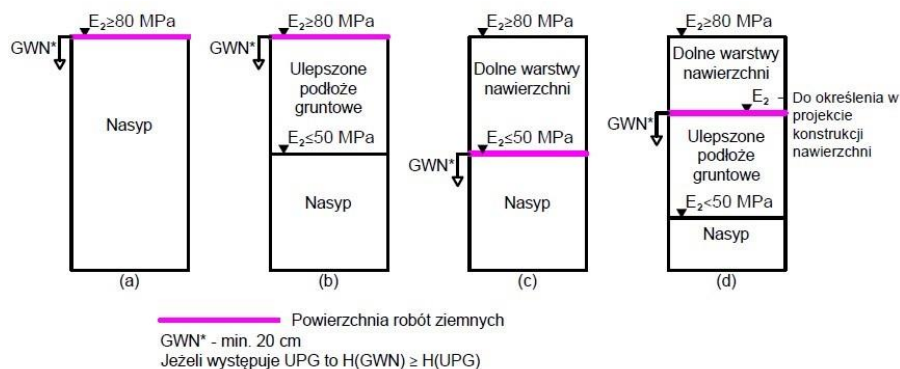 E₂≥80 MPa
GWN*
Nasyp
(a)
E₂≥80 MPa
GWN*
Ulepszone
podłoże
gruntowe
E₂≤50 MPa
Nasyp
(b)
E₂≥80 MPa
Dolne warstwy
nawierzchni
E₂≤50 MPa
GWN*
Nasyp
(c)
E₂≥80 MPa
Dolne warstwy
nawierzchni
E₂ - Do określenia w
projekcie
konstrukcji
nawierzchni
GWN*
Ulepszone
podłoże
gruntowe
E₂<50 MPa
Nasyp
(d)
Powierzchnia robót ziemnych
GWN* - min. 20 cm
Jeżeli występuje UPG to H(GWN) ≥ H(UPG)